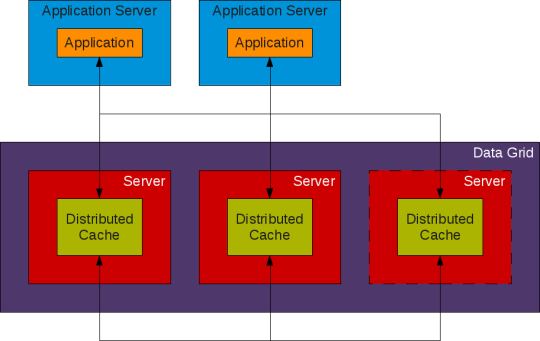 Application Server
Application Server
Application
Application
Data Grid
Server
Server
Server
Distributed
Cache
Distributed
Cache
Distributed
Cache